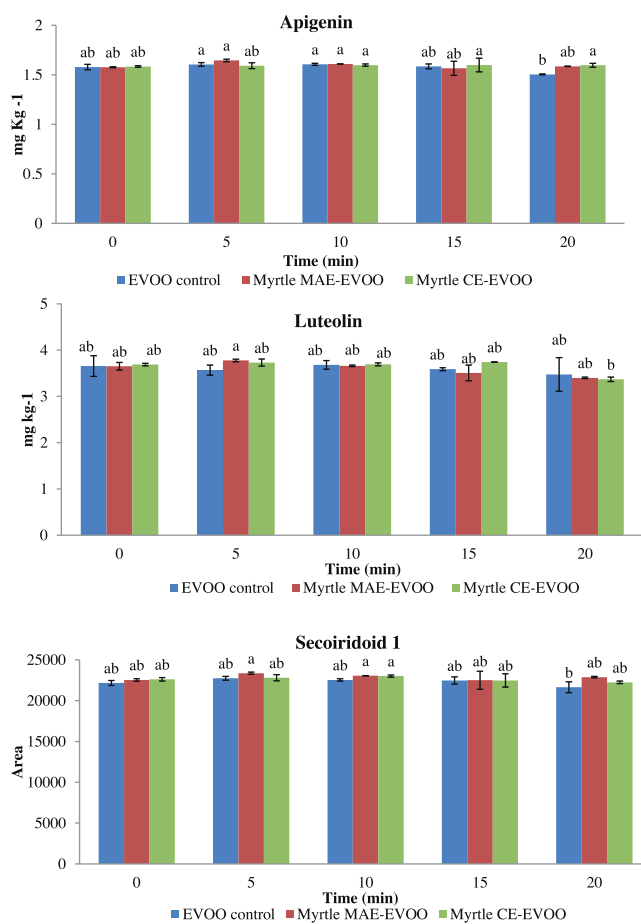 Apigenin
2
1.5
1
0.5
0
mg Kg -1
ab ab ab a a ab a a a ab ab a b ab a
0 5 10 15 20
Time (min)
EVOO control Myrtle MAE-EVOO Myrtle CE-EVOO
Luteolin
5
4
3
2
1
0
mg kg-1
ab ab ab ab a ab ab ab ab ab ab ab ab ab b
0 5 10 15 20
Time (min)
EVOO control Myrtle MAE-EVOO Myrtle CE-EVOO
Secoiridoid 1
25000
20000
15000
10000
5000
0
Area
ab ab ab ab a ab ab a a ab ab ab b ab ab
0 5 10 15 20
Time (min)
EVOO control Myrtle MAE-EVOO Myrtle CE-EVOO